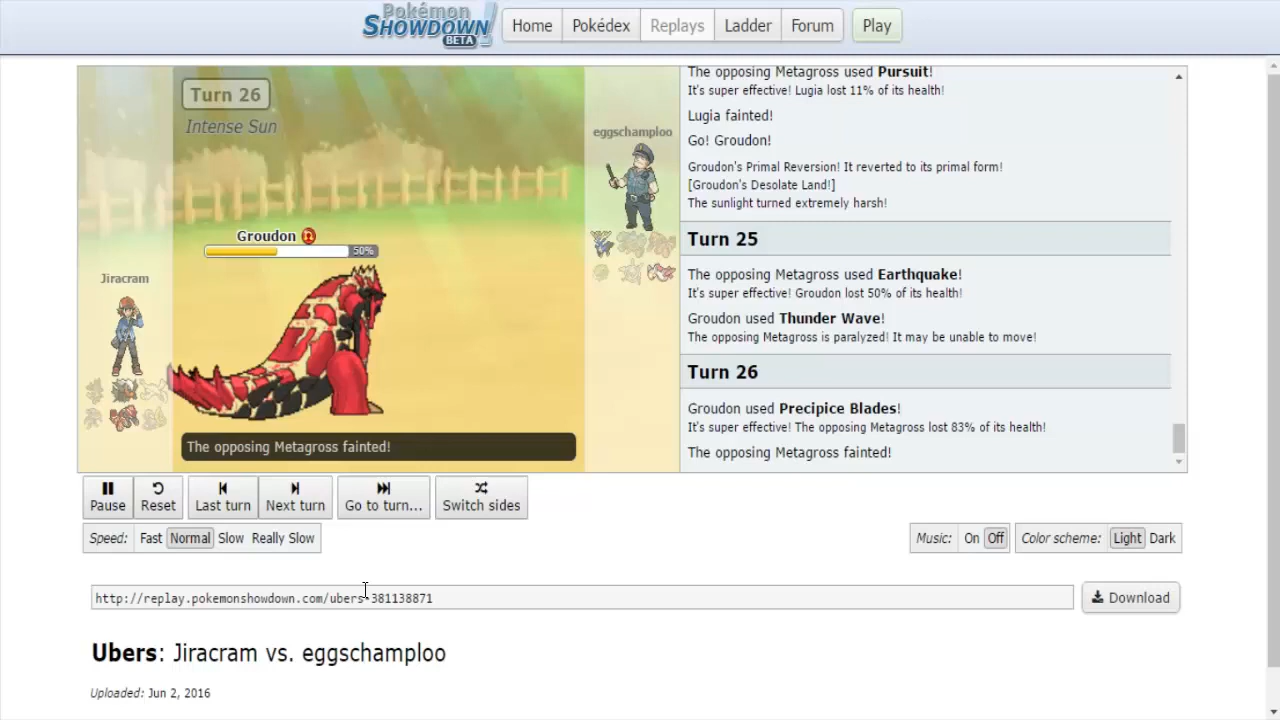 Pokémon
SHOWDOWN!
BETA
Home
Pokédex
Replays
Ladder
Forum
Play
Turn 26
Intense Sun
eggschamploo
Groudon
50%
Jiracram
The opposing Metagross fainted!
The opposing Metagross used Pursuit!
It's super effective! Lugia lost 11% of its health!
Lugia fainted!
Go! Groudon!
Groudon's Primal Reversion! It reverted to its primal form!
[Groudon's Desolate Land!]
The sunlight turned extremely harsh!
Turn 25
The opposing Metagross used Earthquake!
It's super effective! Groudon lost 50% of its health!
Groudon used Thunder Wave!
The opposing Metagross is paralyzed! It may be unable to move!
Turn 26
Groudon used Precipice Blades!
It's super effective! The opposing Metagross lost 83% of its health!
The opposing Metagross fainted!
Pause
Reset
Last turn
Next turn
Go to turn...
Switch sides
Speed: Fast Normal Slow Really Slow
Music: On Off
Color scheme: Light Dark
http://replay.pokemonshowdown.com/ubers-381138871
Download
Ubers: Jiracram vs. eggschamploo
Uploaded: Jun 2, 2016